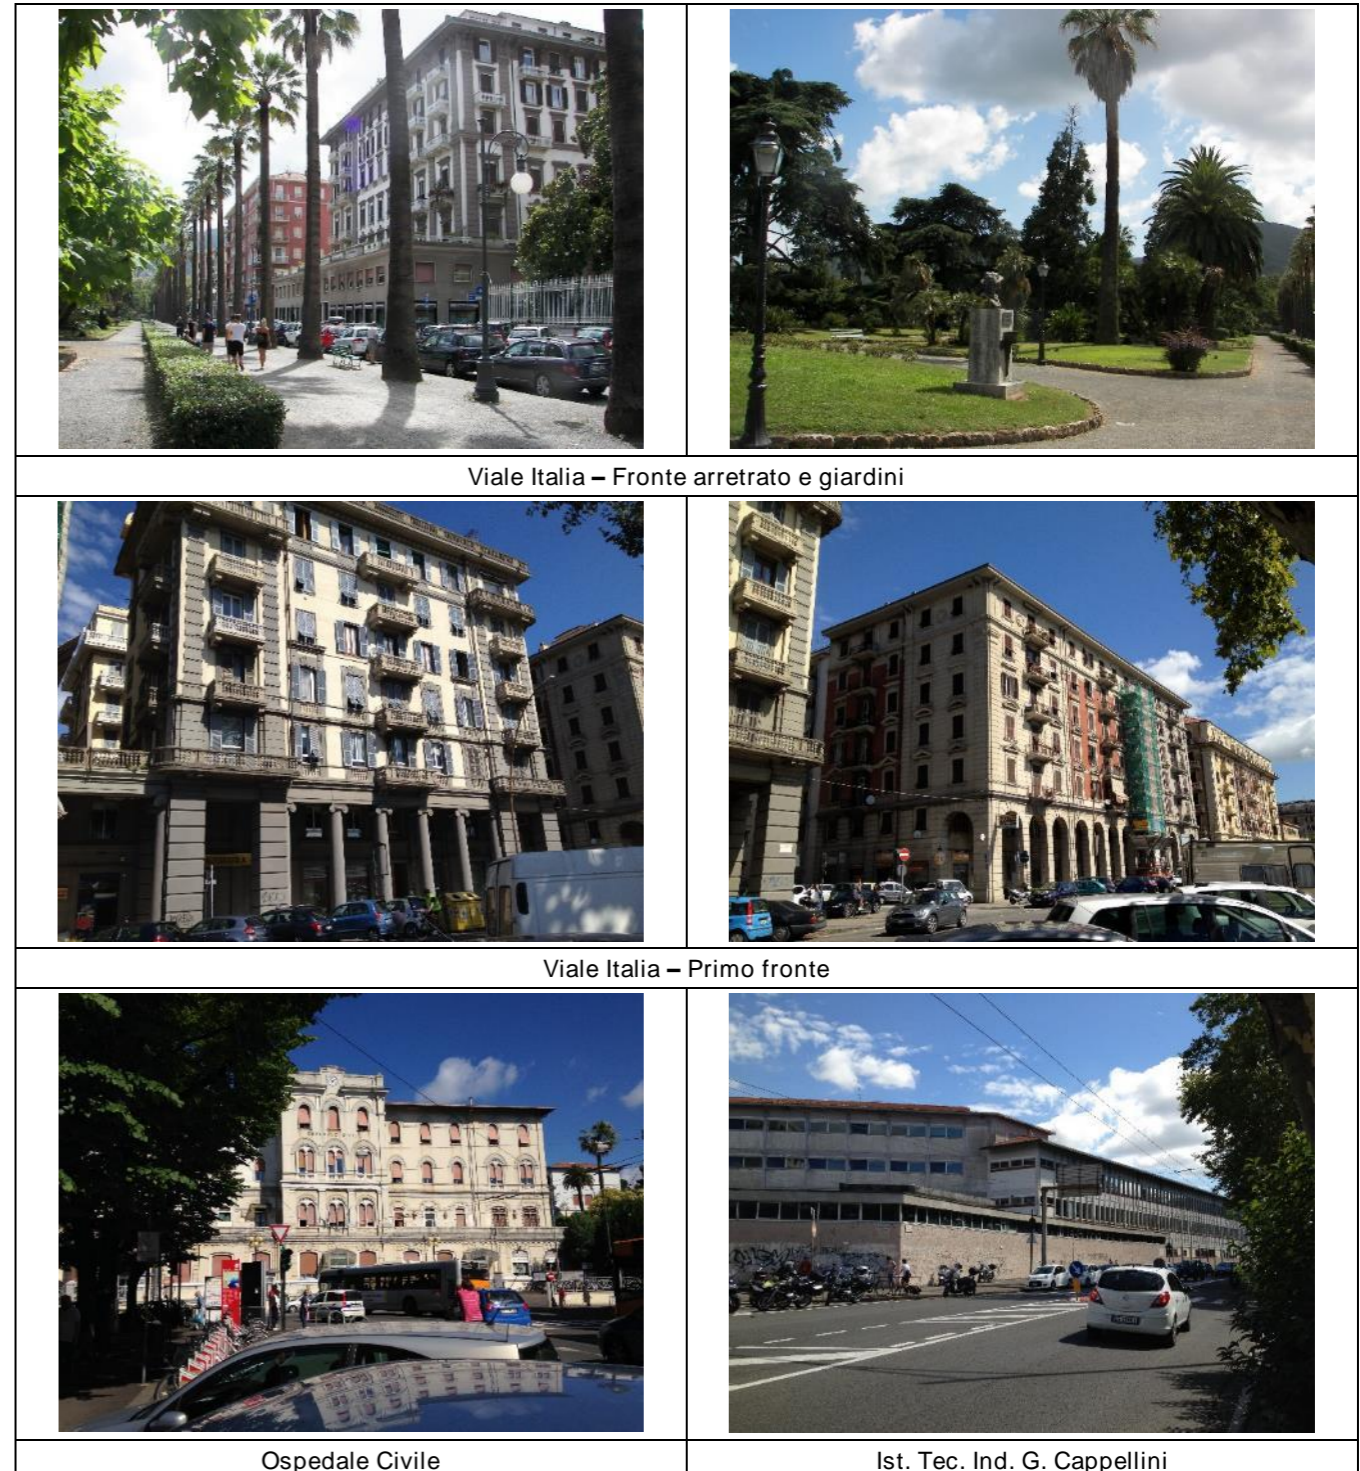 Viale Italia – Fronte arretrato e giardini
Viale Italia – Primo fronte
Ospedale Civile
Ist. Tec. Ind. G. Cappellini